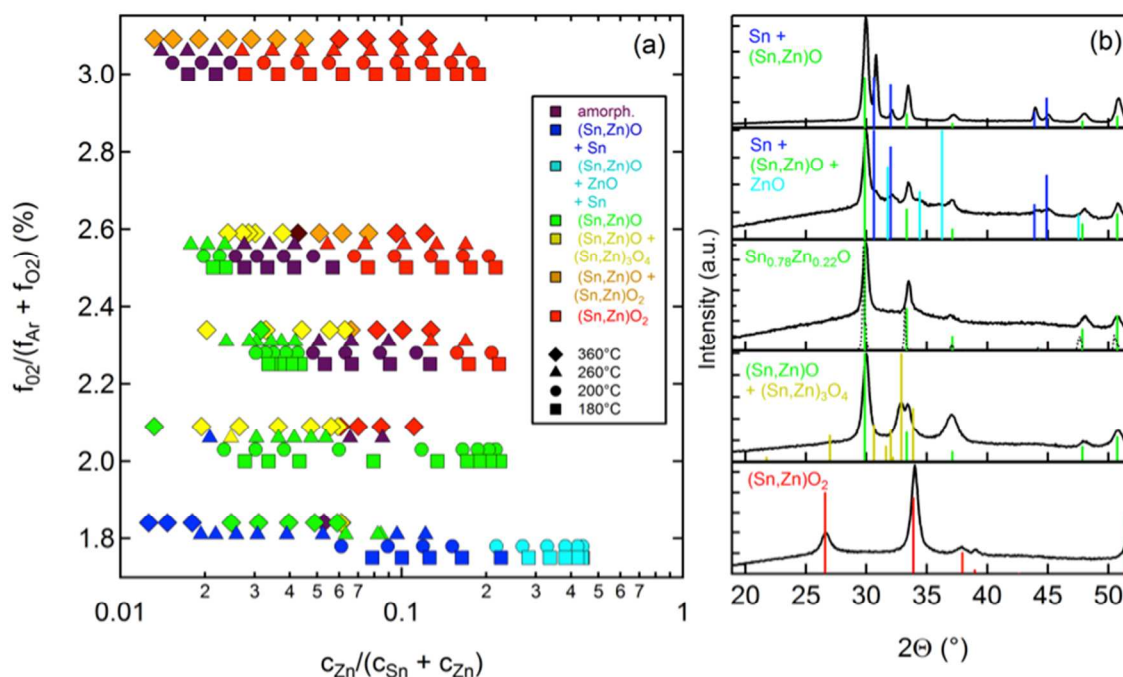 (a)
3.0
2.8
2.6
2.4
2.2
2.0
1.8
f₀₂/(f_Ar + f_O2) (%)
amorph.
(Sn,Zn)O
+ Sn
(Sn,Zn)O
+ ZnO
+ Sn
(Sn,Zn)O
(Sn,Zn)O +
(Sn,Zn)₃O₄
(Sn,Zn)O +
(Sn,Zn)O₂
(Sn,Zn)O₂
360°C
260°C
200°C
180°C
0.01 2 3 4 5 6 7 0.1 2 3 4 5 6 7 1
c_Zn/(c_Sn + c_Zn)
(b)
Sn +
(Sn,Zn)O
Sn +
(Sn,Zn)O +
ZnO
Sn₀.₇₈Zn₀.₂₂O
(Sn,Zn)O
+ (Sn,Zn)₃O₄
(Sn,Zn)O₂
Intensity (a.u.)
20 25 30 35 40 45 50
2Θ (°)